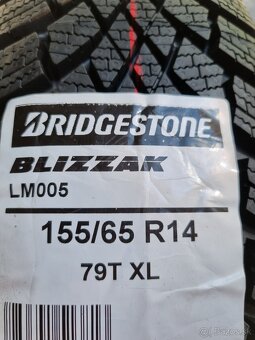 BRIDGESTONE
BLIZZAK
LM005
155/65 R14
79T XL